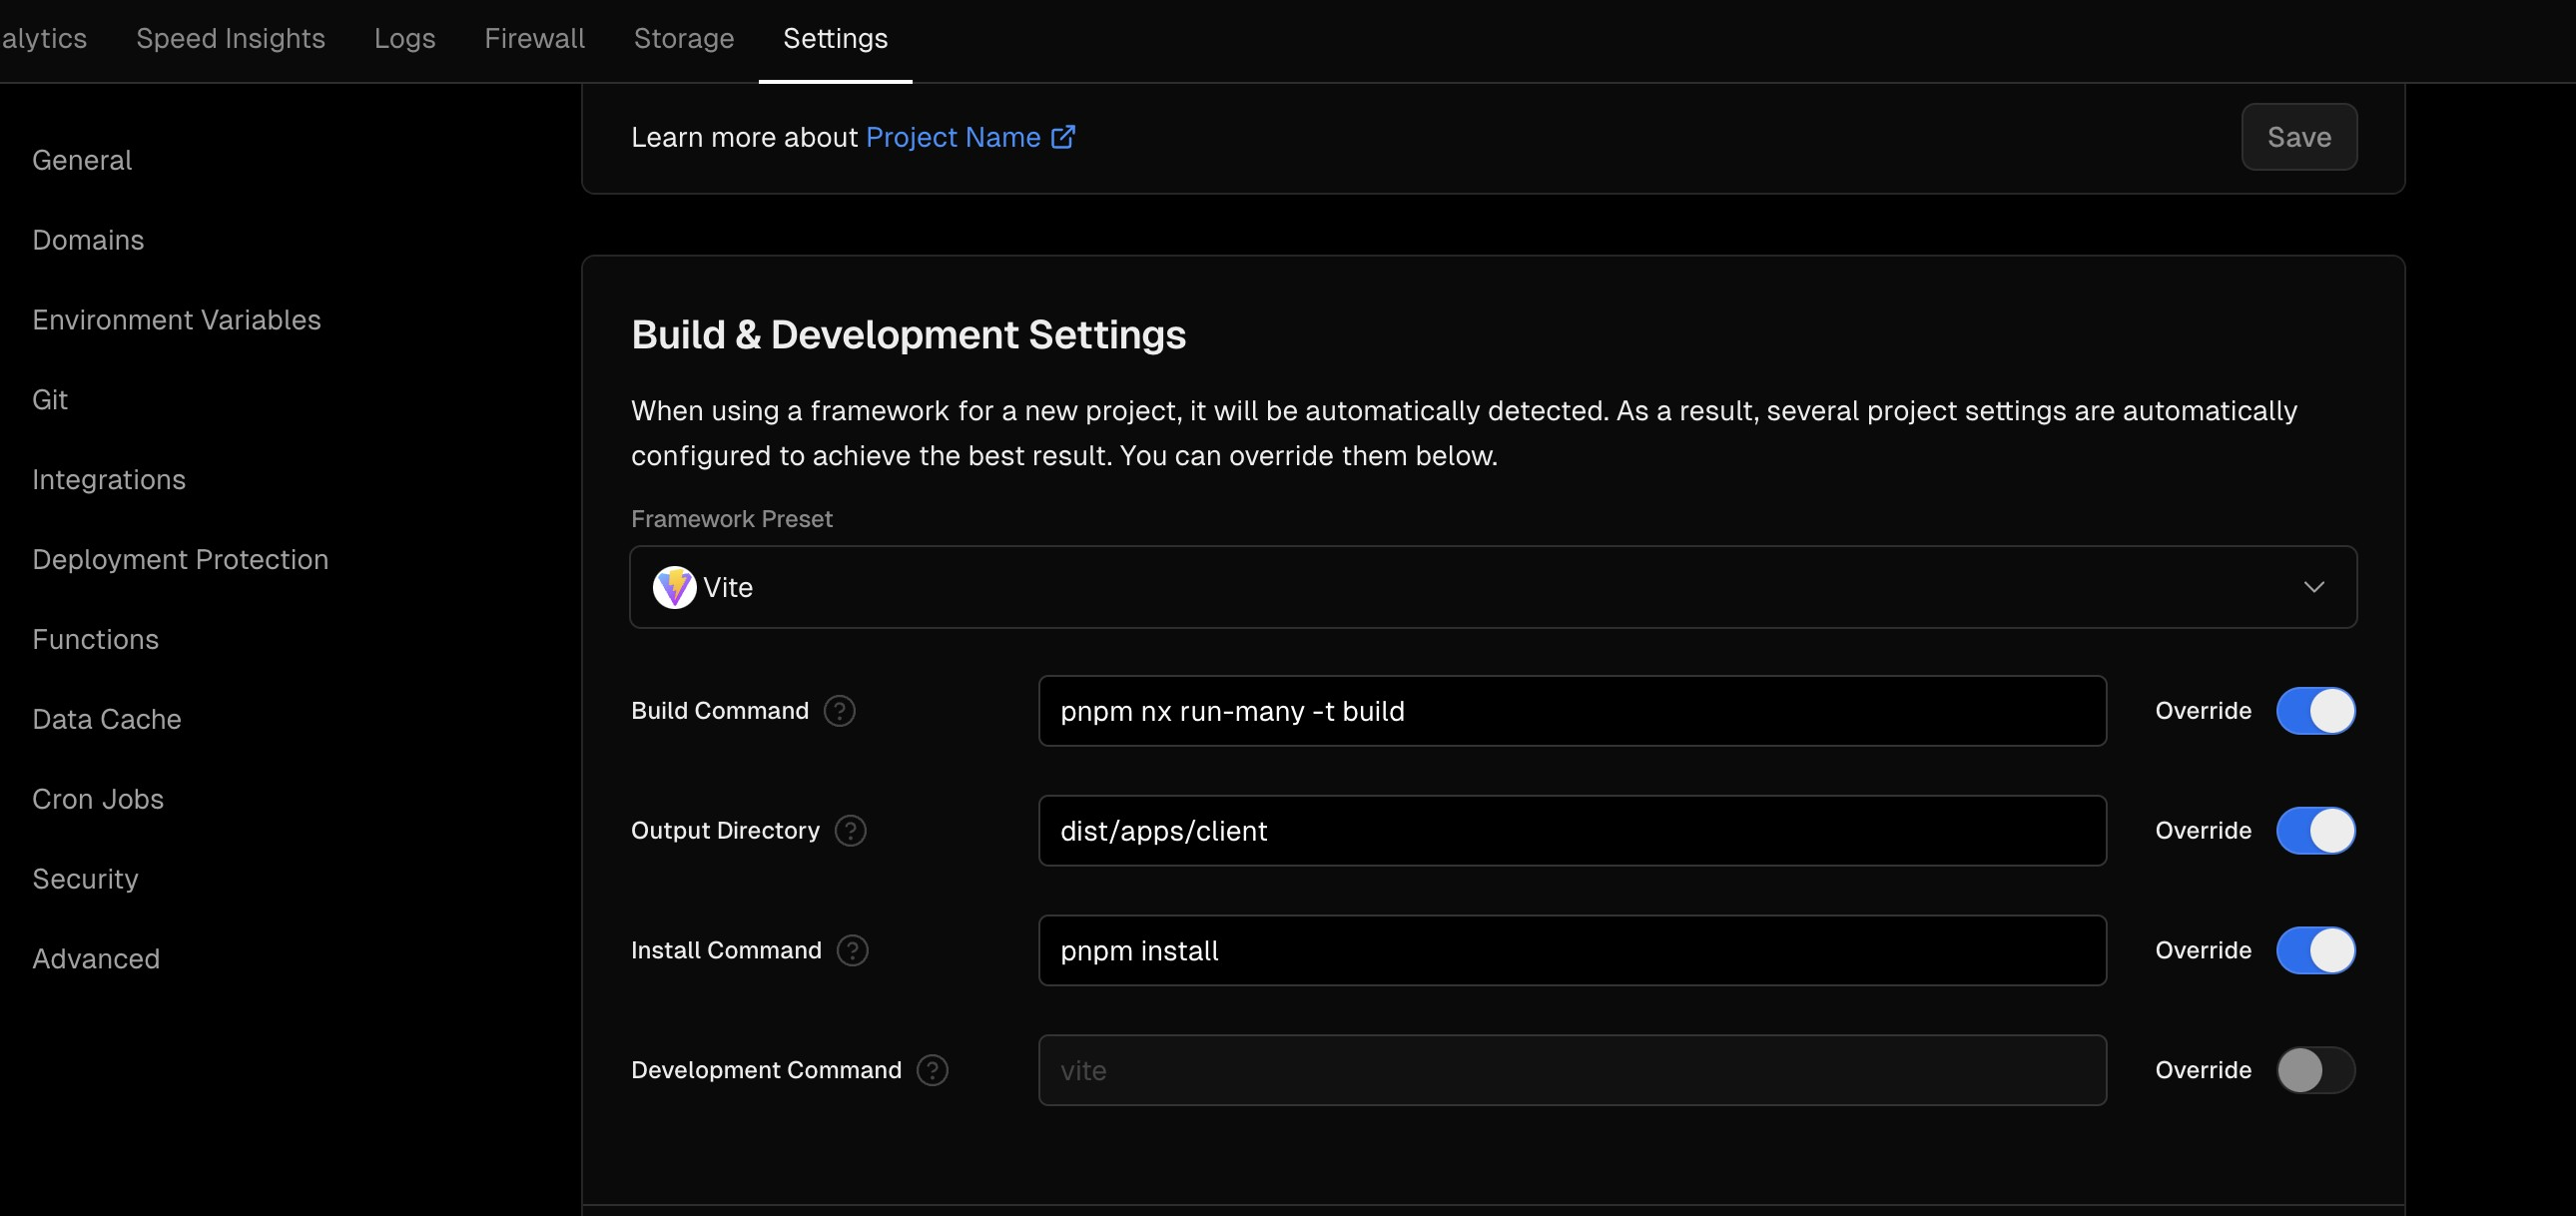 alytics Speed Insights Logs Firewall Storage Settings
General
Domains
Environment Variables
Git
Integrations
Deployment Protection
Functions
Data Cache
Cron Jobs
Security
Advanced
Learn more about Project Name
Save
Build & Development Settings
When using a framework for a new project, it will be automatically detected. As a result, several project settings are automatically
configured to achieve the best result. You can override them below.
Framework Preset
Vite
Build Command ? pnpm nx run-many -t build Override
Output Directory ? dist/apps/client Override
Install Command ? pnpm install Override
Development Command ? vite Override